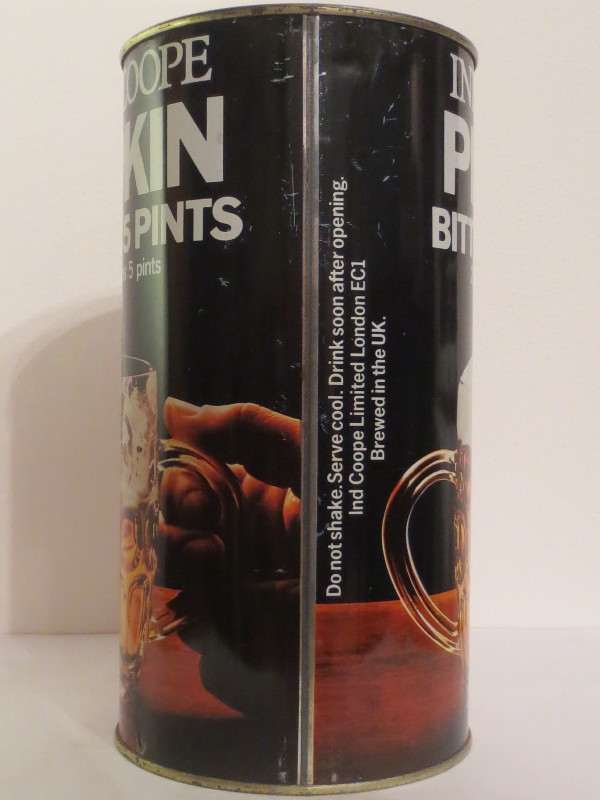 OOPE
KIN
5 PINTS
5 pints
Do not shake. Serve cool. Drink soon after opening.
Ind Coope Limited London EC1
Brewed in the UK.
IN
P
BITT